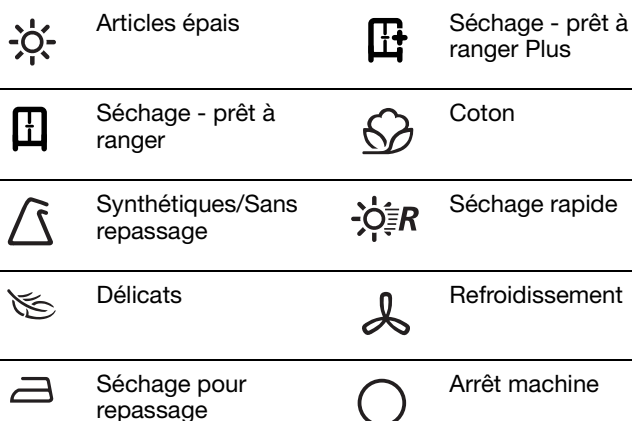 Articles épais
Séchage - prêt à
ranger Plus
Séchage - prêt à
ranger
Coton
Synthétiques/Sans
repassage
R
Séchage rapide
Délicats
Refroidissement
Séchage pour
repassage
Arrêt machine